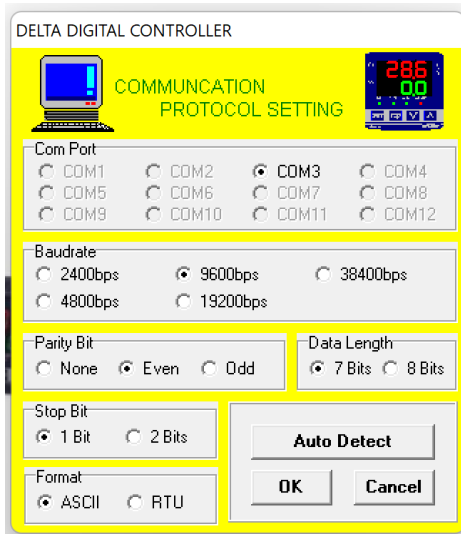 DELTA DIGITAL CONTROLLER
COMMUNCATION
PROTOCOL SETTING
28.6
0.0
Com Port
COM1 COM2 COM3 COM4
COM5 COM6 COM7 COM8
COM9 COM10 COM11 COM12
Baudrate
2400bps 9600bps 38400bps
4800bps 19200bps
Parity Bit
None Even Odd
Data Length
7 Bits 8 Bits
Stop Bit
1 Bit 2 Bits
Format
ASCII RTU
Auto Detect
OK Cancel